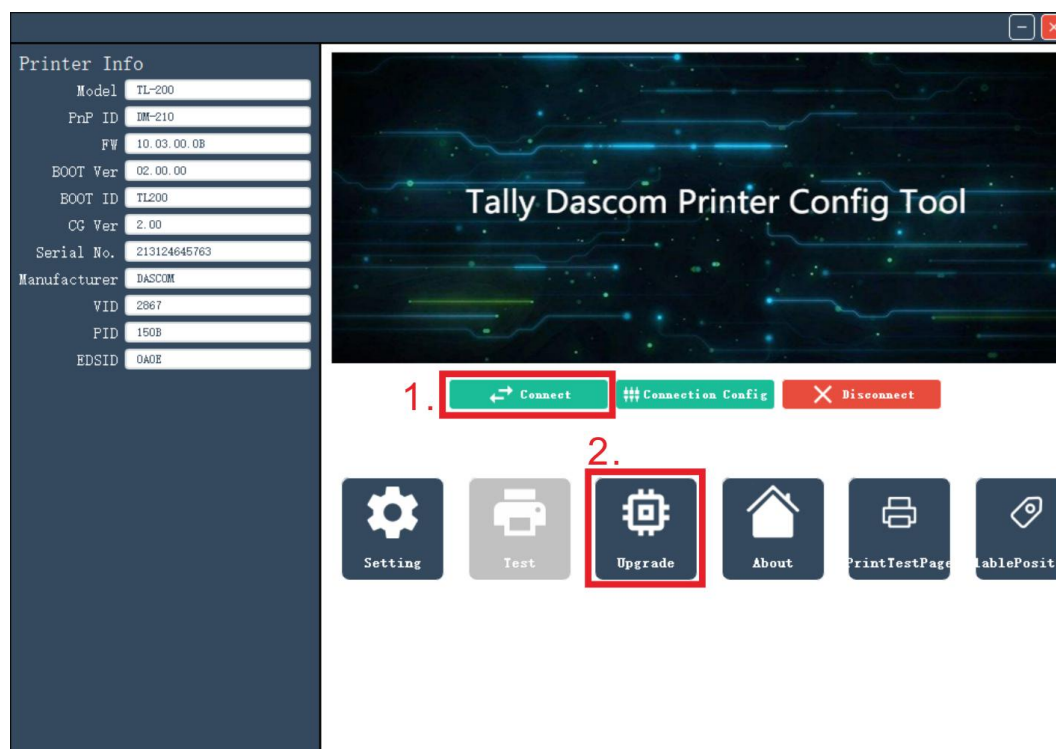 Printer Info
Model TL-200
PnP ID DM-210
FW 10.03.00.0B
BOOT Ver 02.00.00
BOOT ID TL200
CG Ver 2.00
Serial No. 213124645763
Manufacturer DASCOM
VID 2867
PID 150B
EDSID 0A0E
Tally Dascom Printer Config Tool
1. Connect Connection Config Disconnect
2.
Setting Test Upgrade About PrintTestPage lablePosit